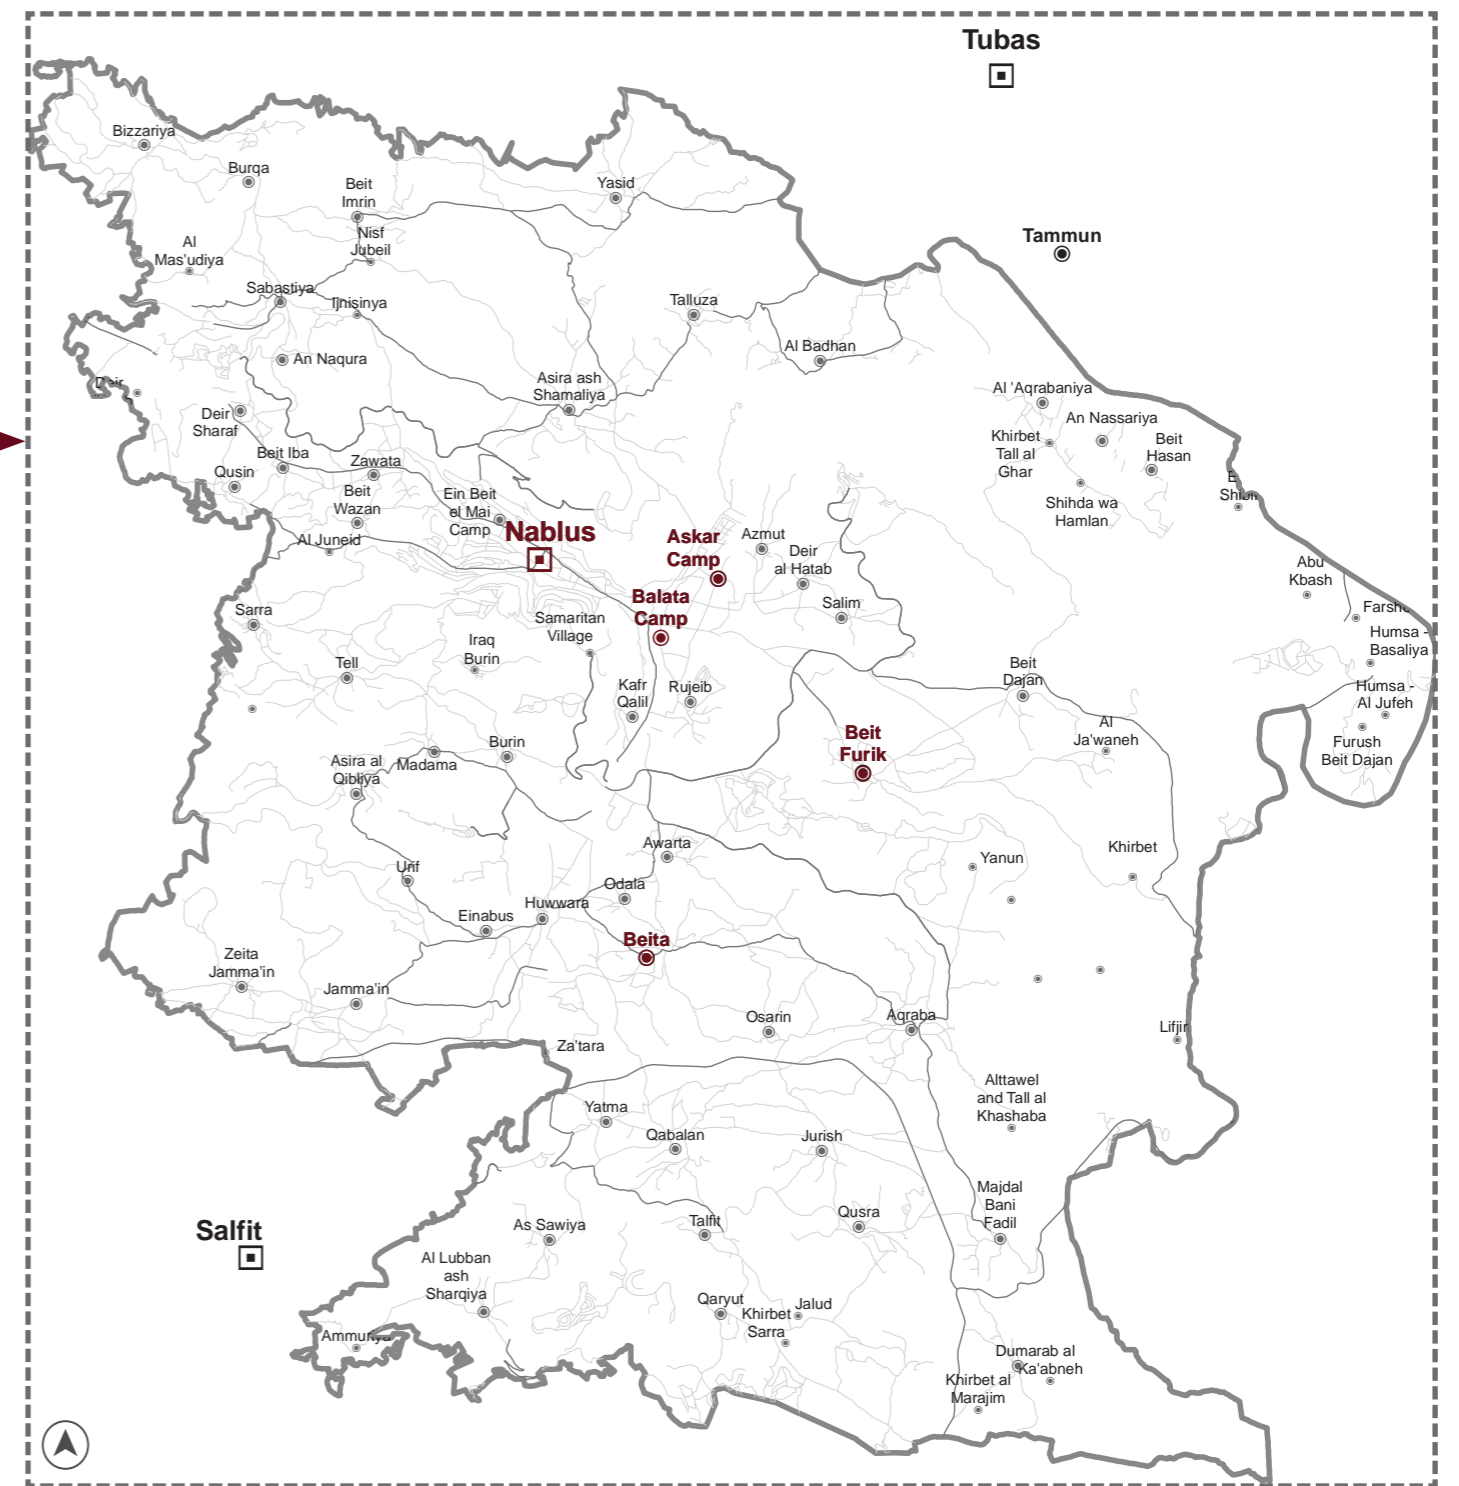 Tubas
Bizzariya
Burqa
Beit
Imrin
Yasid
Nisf
Jubeil
Tammun
Al
Mas'udiya
Sabastiya
Ijnisinya
Talluza
An Naqura
Al Badhan
Asira ash
Shamaliya
Deir
Al 'Aqrabaniya
Deir
Sharaf
An Nassariya
Khirbet
Tall al
Ghar
Beit
Hasan
Beit Iba
Zawata
Qusin
Beit
Wazan
Ein Beit
el Mai
Camp
Shihda wa
Hamlan
Nablus
Al Juneid
Askar
Camp
Azmut
Deir
al Hatab
Abu
Kbash
Balata
Camp
Salim
Sarra
Samaritan
Village
Iraq
Burin
Humsa -
Basaliya
Tell
Kafr
Qalil
Rujeib
Beit
Dajan
Humsa -
Al Jufeh
Al
Ja'waneh
Beit
Furik
Burin
Madama
Asira al
Qibliya
Furush
Beit Dajan
Awarta
Yanun
Khirbet
Urif
Odala
Huwwara
Einabus
Beita
Zeita
Jamma'in
Jamma'in
Osarin
Aqraba
Lifjir
Za'tara
Alttawel
and Tall al
Khashaba
Yatma
Qabalan
Jurish
Majdal
Bani
Fadil
Salfit
As Sawiya
Talfit
Qusra
Al Lubban
ash
Sharqiya
Qaryut
Jalud
Khirbet
Sarra
Ammuriya
Dumarab al
Ka'abneh
Khirbet al
Marajim